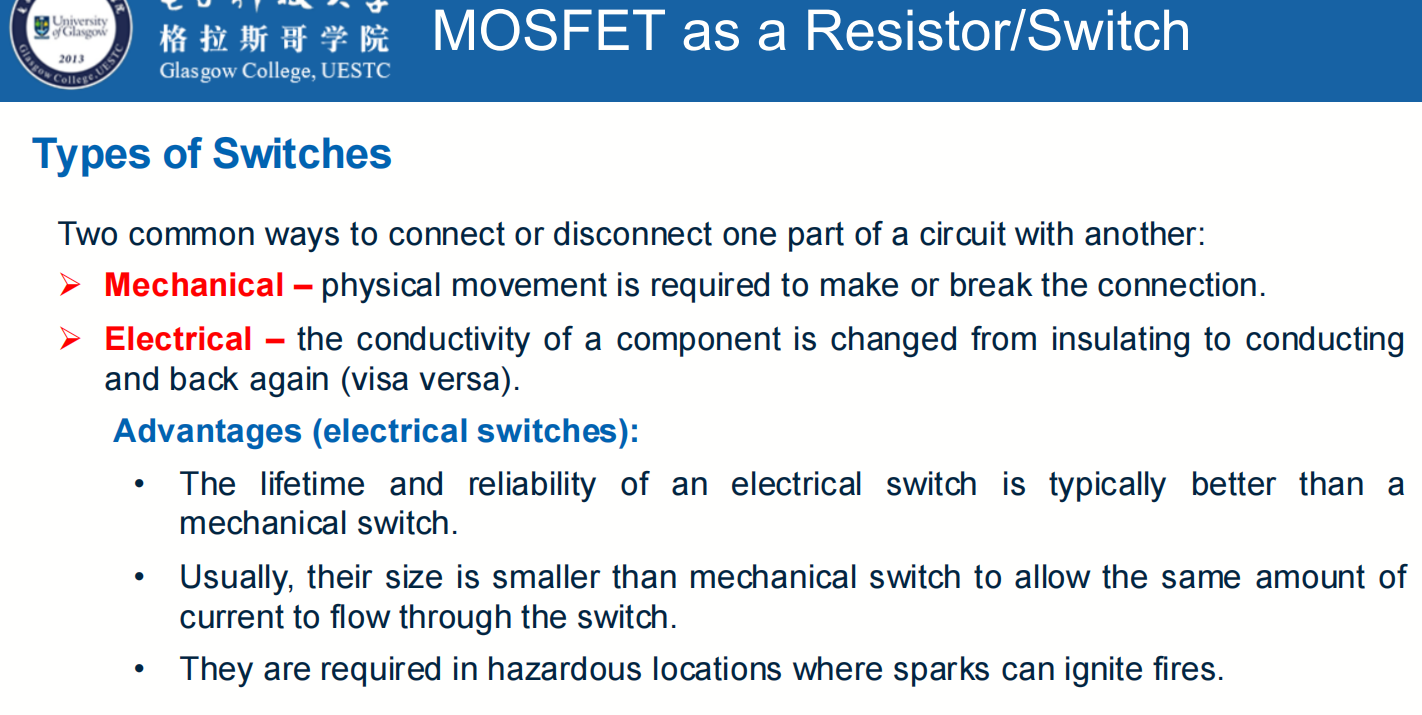 University
of Glasgow
2013
Glasgow College, UESTC
格拉斯哥学院
Glasgow College, UESTC
MOSFET as a Resistor/Switch
Types of Switches
Two common ways to connect or disconnect one part of a circuit with another:
➢ Mechanical – physical movement is required to make or break the connection.
➢ Electrical – the conductivity of a component is changed from insulating to conducting
and back again (visa versa).
Advantages (electrical switches):
• The lifetime and reliability of an electrical switch is typically better than a
mechanical switch.
• Usually, their size is smaller than mechanical switch to allow the same amount of
current to flow through the switch.
• They are required in hazardous locations where sparks can ignite fires.